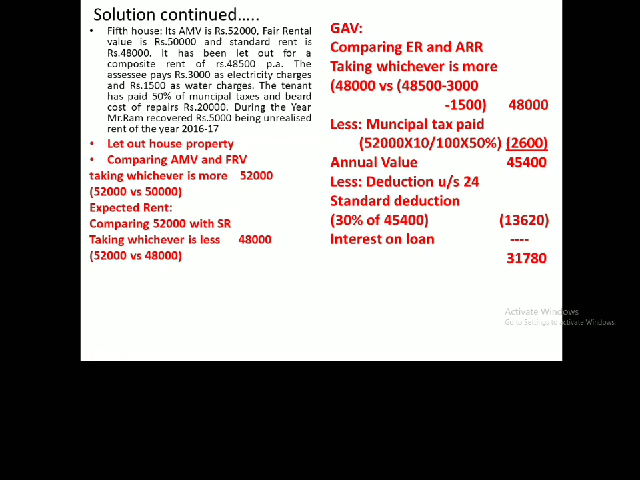 Solution continued.....
• Fifth house: Its AMV is Rs.52000, Fair Rental
value is Rs.50000 and standard rent is
Rs.48000. It has been let out for a
composite rent of rs.48500 p.a. The
assessee pays Rs.3000 as electricity charges
and Rs.1500 as water charges. The tenant
has paid 50% of muncipal taxes and beard
cost of repairs Rs.20000. During the Year
Mr.Ram recovered Rs.5000 being unrealised
rent of the year 2016-17
• Let out house property
• Comparing AMV and FRV
taking whichever is more 52000
(52000 vs 50000)
Expected Rent:
Comparing 52000 with SR
Taking whichever is less 48000
(52000 vs 48000)
GAV:
Comparing ER and ARR
Taking whichever is more
(48000 vs (48500-3000
-1500) 48000
Less: Muncipal tax paid
(52000X10/100X50%) (2600)
Annual Value 45400
Less: Deduction u/s 24
Standard deduction
(30% of 45400) (13620)
Interest on loan ----
31780
Activate Windows
Go to Settings to activate Windows.